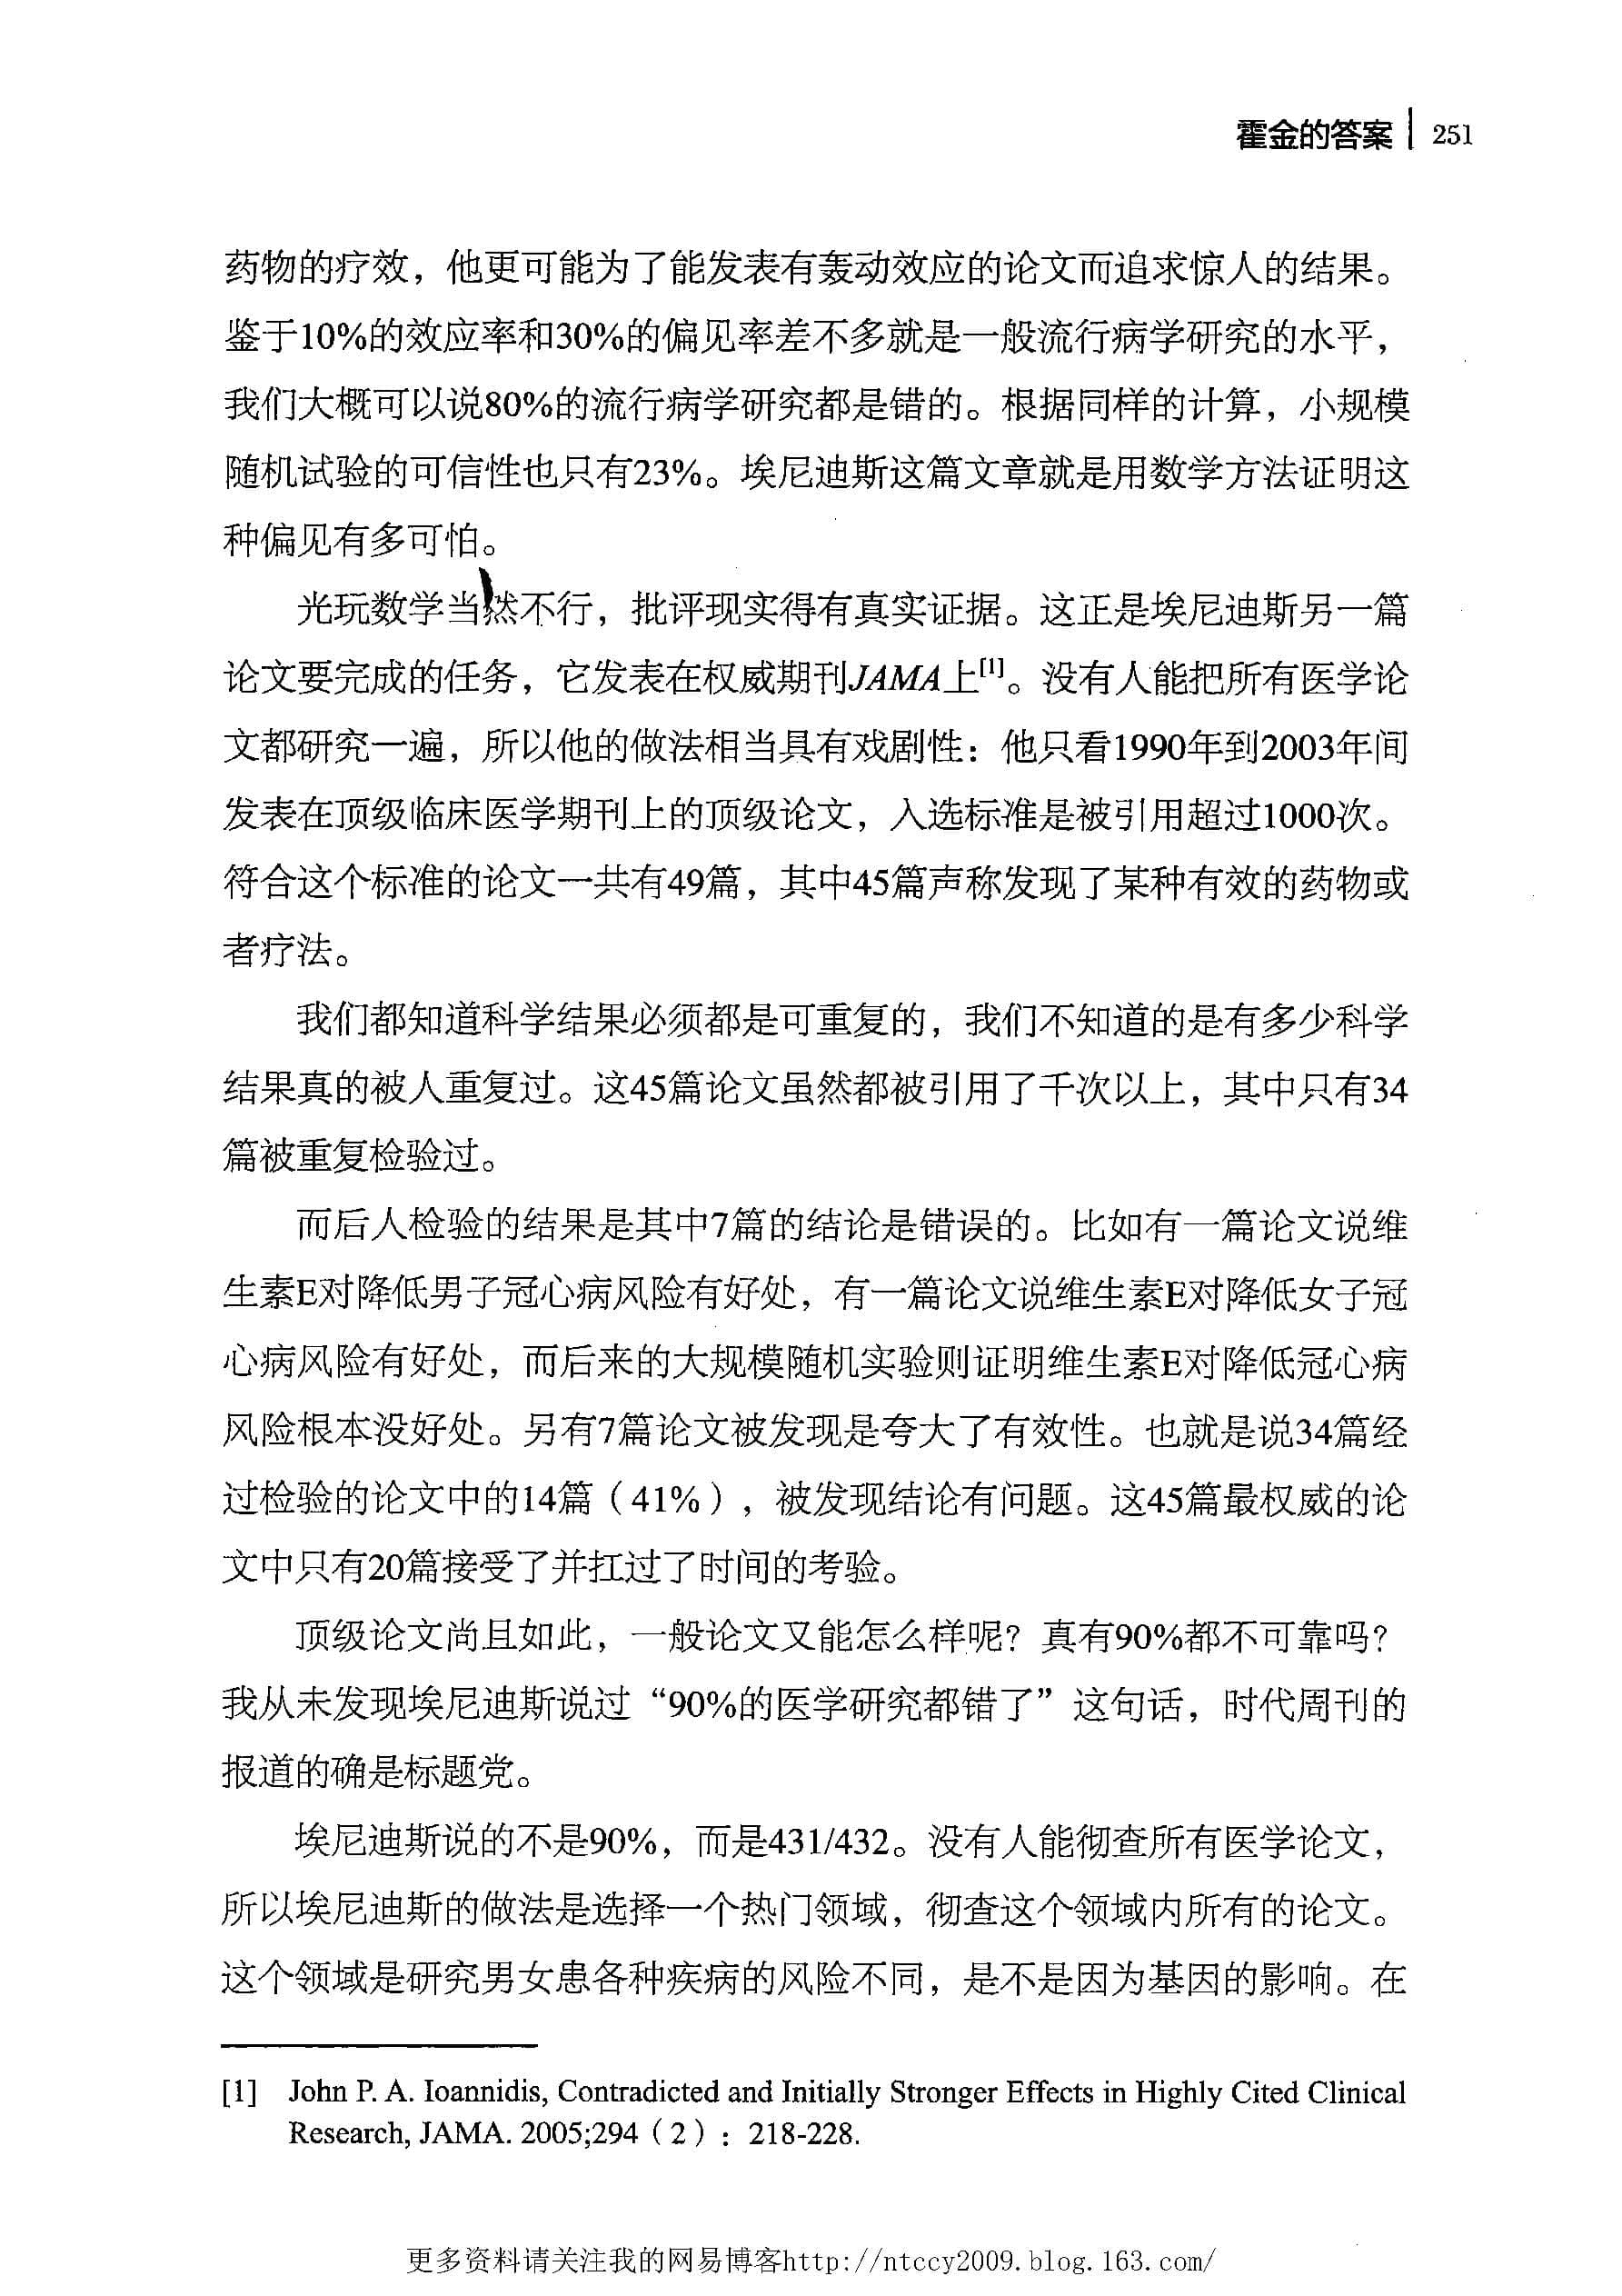 霍金的答案 | 251
药物的疗效，他更可能为了能发表有轰动效应的论文而追求惊人的结果。
鉴于10%的效应率和30%的偏见率差不多就是一般流行病学研究的水平，
我们大概可以说80%的流行病学研究都是错的。根据同样的计算，小规模
随机试验的可信性也只有23%。埃尼迪斯这篇文章就是用数学方法证明这
种偏见有多可怕。
光玩数学当然不行，批评现实得有真实证据。这正是埃尼迪斯另一篇
论文要完成的任务，它发表在权威期刊JAMA上[1]。没有人能把所有医学论
文都研究一遍，所以他的做法相当具有戏剧性：他只看1990年到2003年间
发表在顶级临床医学期刊上的顶级论文，入选标准是被引用超过1000次。
符合这个标准的论文一共有49篇，其中45篇声称发现了某种有效的药物或
者疗法。
我们都知道科学结果必须都是可重复的，我们不知道的是有多少科学
结果真的被人重复过。这45篇论文虽然都被引用了千次以上，其中只有34
篇被重复检验过。
而后人检验的结果是其中7篇的结论是错误的。比如有一篇论文说维
生素E对降低男子冠心病风险有好处，有一篇论文说维生素E对降低女子冠
心病风险有好处，而后来的大规模随机实验则证明维生素E对降低冠心病
风险根本没好处。另有7篇论文被发现是夸大了有效性。也就是说34篇经
过检验的论文中的14篇（41%），被发现结论有问题。这45篇最权威的论
文中只有20篇接受了并扛过了时间的考验。
顶级论文尚且如此，一般论文又能怎么样呢？真有90%都不可靠吗？
我从未发现埃尼迪斯说过“90%的医学研究都错了”这句话，时代周刊的
报道的确是标题党。
埃尼迪斯说的不是90%，而是431/432。没有人能彻查所有医学论文，
所以埃尼迪斯的做法是选择一个热门领域，彻查这个领域内所有的论文。
这个领域是研究男女患各种疾病的风险不同，是不是因为基因的影响。在
[1] John P. A. Ioannidis, Contradicted and Initially Stronger Effects in Highly Cited Clinical
Research, JAMA. 2005;294（2）：218-228.
更多资料请关注我的网易博客http://ntccy2009.blog.163.com/